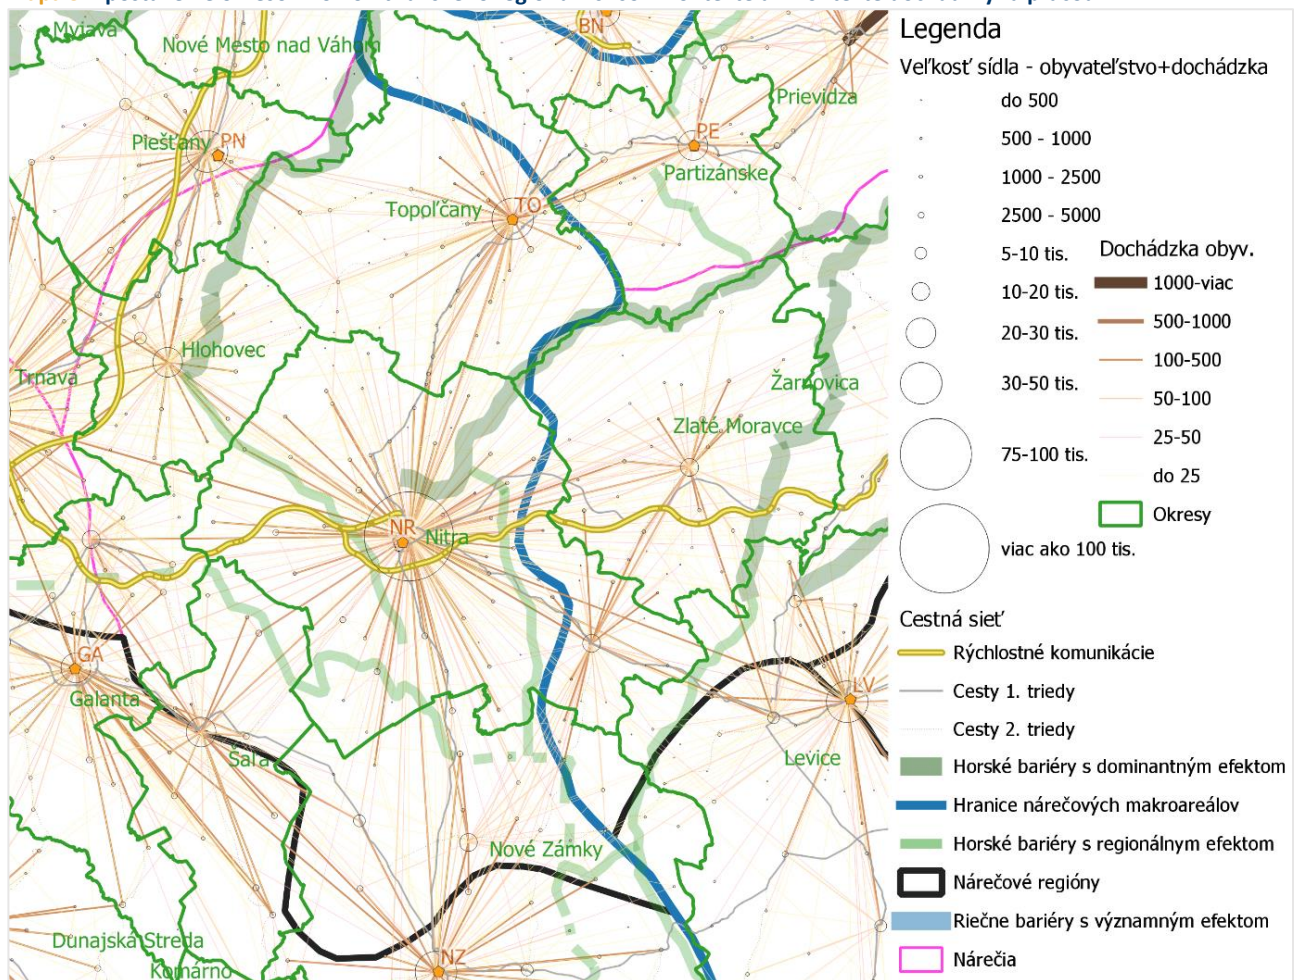 Myjava
Nové Mesto nad Váhom
BN
Prievidza
Piešťany
PN
PE
Partizánske
Topoľčany
TO
Hlohovec
Trnava
Žarnovica
Zlaté Moravce
NR
Nitra
GA
Galanta
LV
Šaľa
Levice
Nové Zámky
Dunajská Streda
NZ
Komárno
Legenda
Veľkosť sídla - obyvateľstvo+dochádzka
do 500
500 - 1000
1000 - 2500
2500 - 5000
5-10 tis.
10-20 tis.
20-30 tis.
30-50 tis.
75-100 tis.
viac ako 100 tis.
Dochádzka obyv.
1000-viac
500-1000
100-500
50-100
25-50
do 25
Okresy
Cestná sieť
Rýchlostné komunikácie
Cesty 1. triedy
Cesty 2. triedy
Horské bariéry s dominantným efektom
Hranice nárečových makroareálov
Horské bariéry s regionálnym efektom
Nárečové regióny
Riečne bariéry s významným efektom
Nárečia